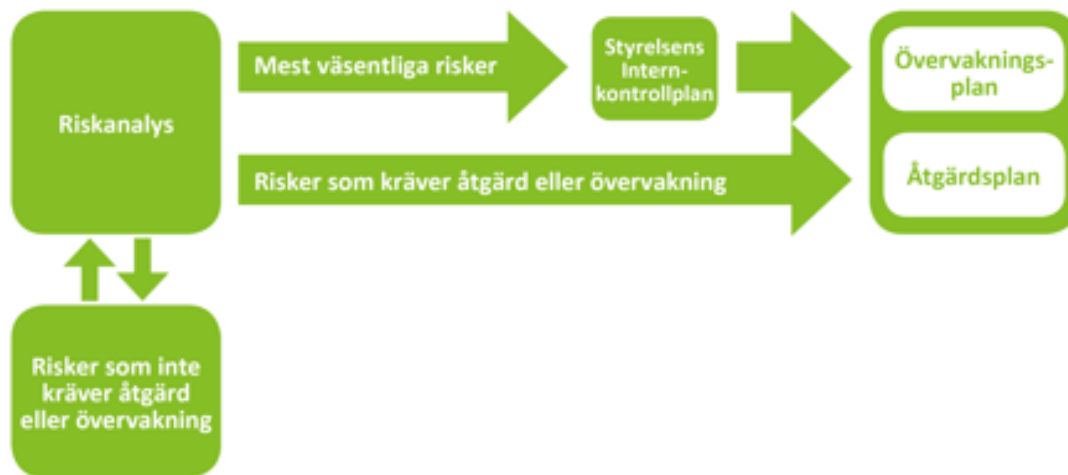 Riskanalys
Mest väsentliga risker
Styrelsens
Intern-
kontrollplan
Övervaknings-
plan
Risker som kräver åtgärd eller övervakning
Åtgärdsplan
Risker som inte
kräver åtgärd
eller övervakning